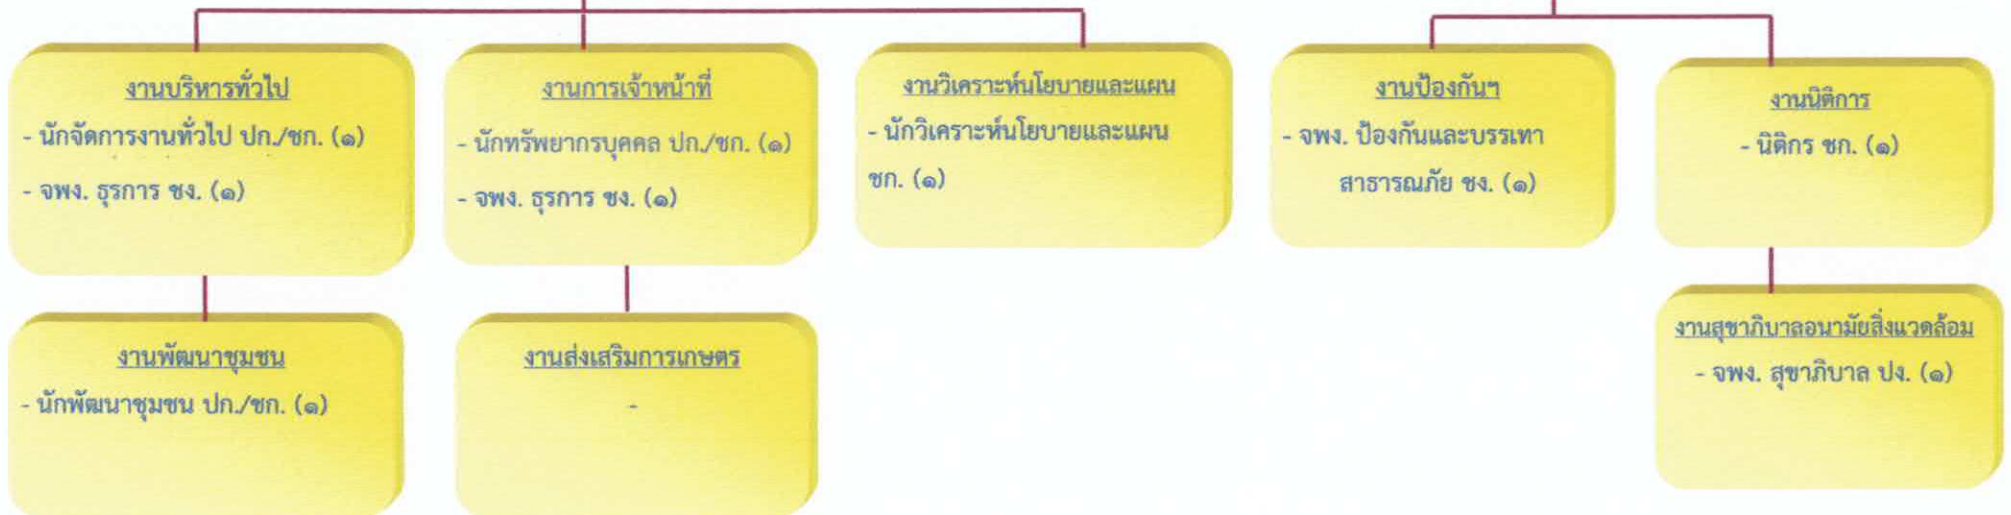 งานบริหารทั่วไป
- นักจัดการงานทั่วไป ปก./ชก. (๑)
- จพง. ธุรการ ชง. (๑)
งานการเจ้าหน้าที่
- นักทรัพยากรบุคคล ปก./ชก. (๑)
- จพง. ธุรการ ชง. (๑)
งานวิเคราะห์นโยบายและแผน
- นักวิเคราะห์นโยบายและแผน
ชก. (๑)
งานป้องกันฯ
- จพง. ป้องกันและบรรเทา
สาธารณภัย ชง. (๑)
งานนิติการ
- นิติกร ชก. (๑)
งานพัฒนาชุมชน
- นักพัฒนาชุมชน ปก./ชก. (๑)
งานส่งเสริมการเกษตร
-
งานสุขาภิบาลอนามัยสิ่งแวดล้อม
- จพง. สุขาภิบาล ปง. (๑)